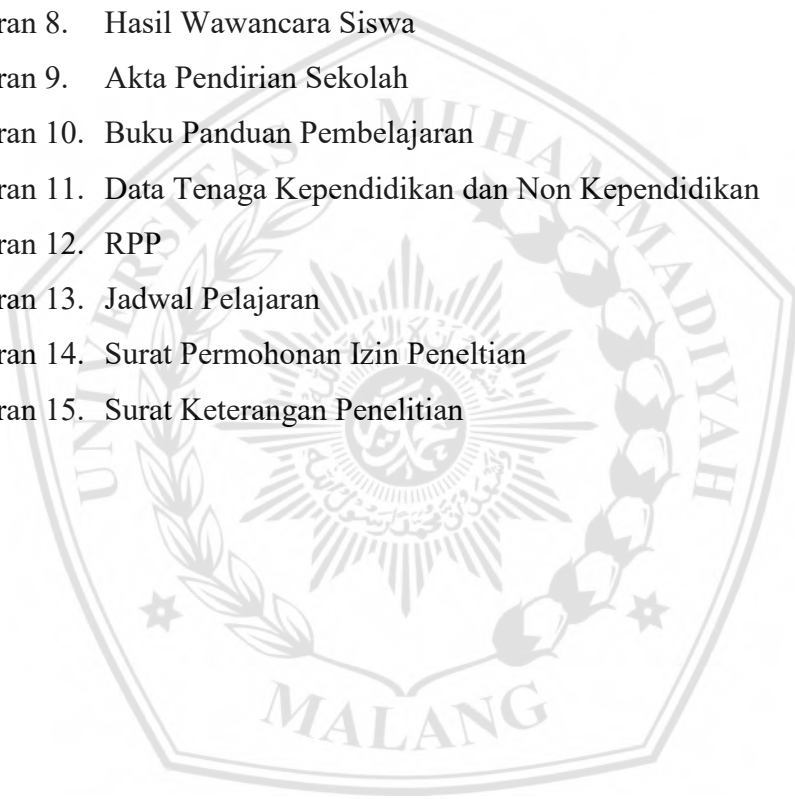 ran 8. Hasil Wawancara Siswa
ran 9. Akta Pendirian Sekolah
ran 10. Buku Panduan Pembelajaran
ran 11. Data Tenaga Kependidikan dan Non Kependidikan
ran 12. RPP
ran 13. Jadwal Pelajaran
ran 14. Surat Permohonan Izin Peneltian
ran 15. Surat Keterangan Penelitian
UNIVERSITAS MUHAMMADIYAH
MALANG